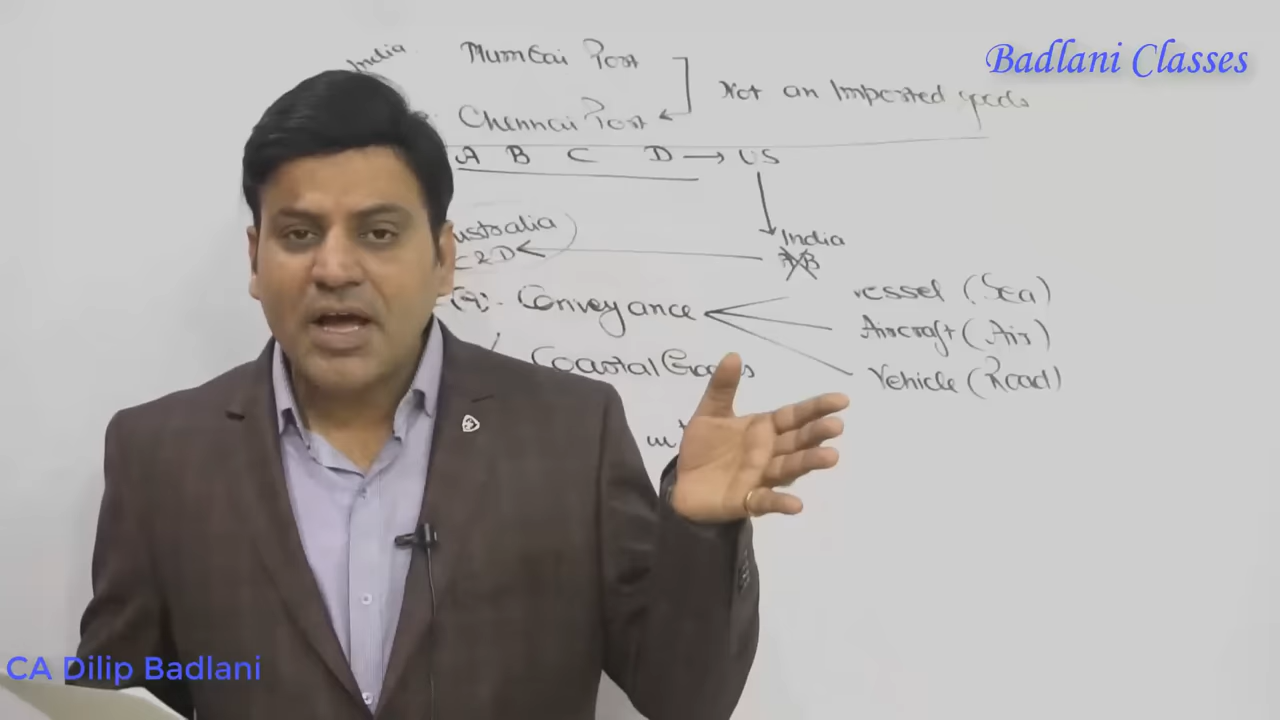 Badlani Classes
India
Mumbai Port
Not an Imported goods
Chennai Port
A B C D → US
ustralia
India
C & D
(9). Conveyance
vessel (Sea)
Aircraft (Air)
Vehicle (Road)
Coastal Goods
CA Dilip Badlani